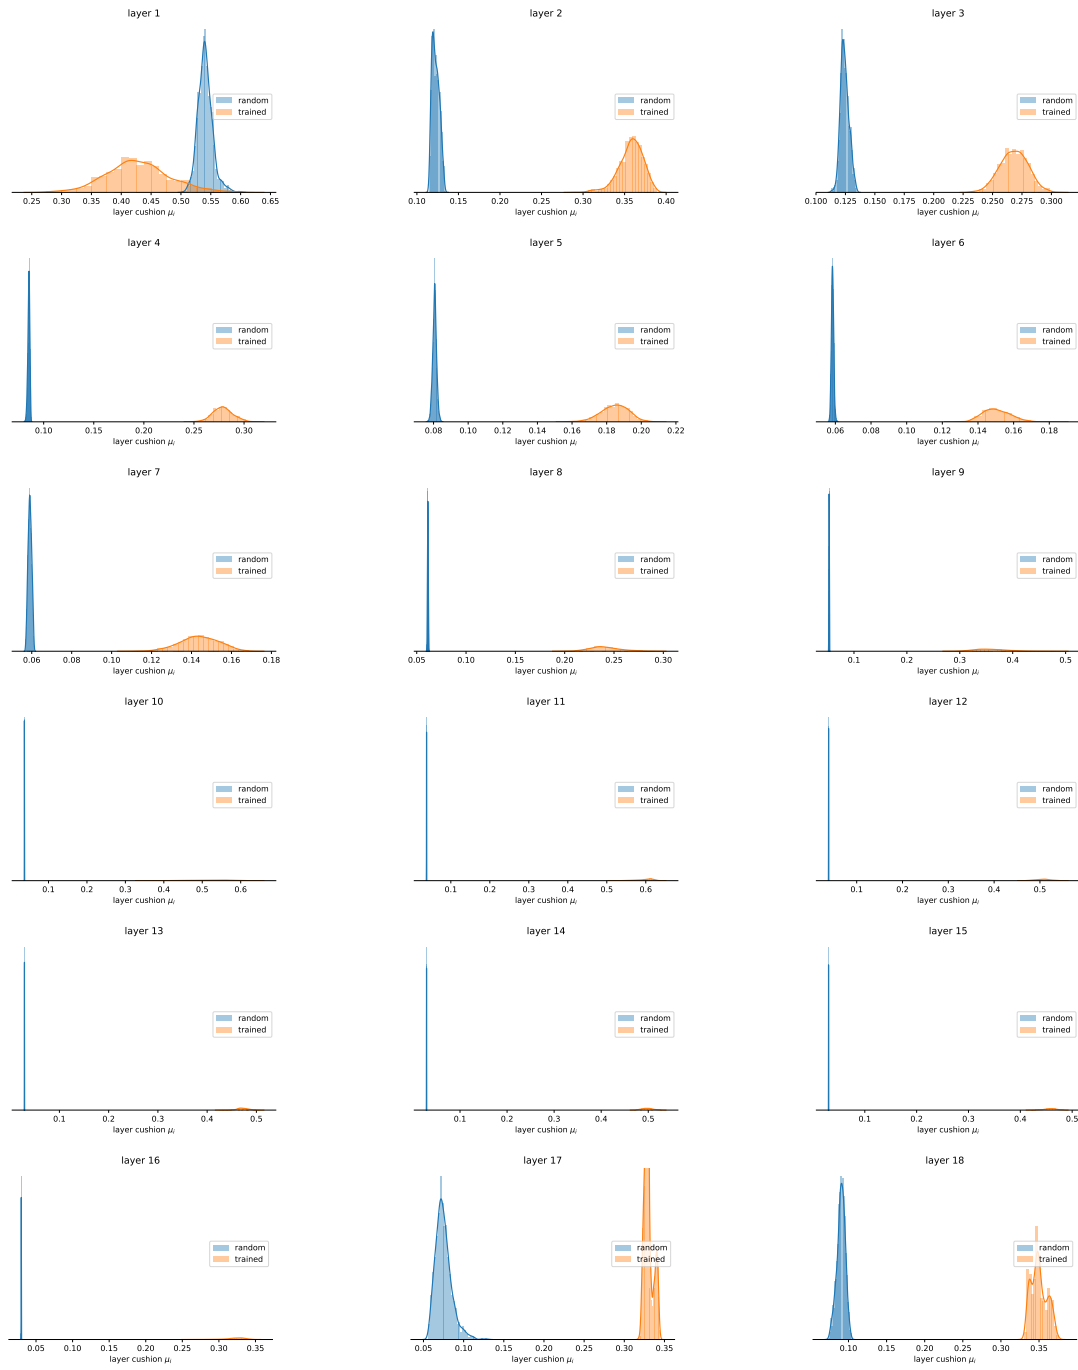 layer 1
random
trained
0.25 0.30 0.35 0.40 0.45 0.50 0.55 0.60 0.65
layer cushion μi
layer 2
random
trained
0.10 0.15 0.20 0.25 0.30 0.35 0.40
layer cushion μi
layer 3
random
trained
0.100 0.125 0.150 0.175 0.200 0.225 0.250 0.275 0.300
layer cushion μi
layer 4
random
trained
0.10 0.15 0.20 0.25 0.30
layer cushion μi
layer 5
random
trained
0.08 0.10 0.12 0.14 0.16 0.18 0.20 0.22
layer cushion μi
layer 6
random
trained
0.06 0.08 0.10 0.12 0.14 0.16 0.18
layer cushion μi
layer 7
random
trained
0.06 0.08 0.10 0.12 0.14 0.16 0.18
layer cushion μi
layer 8
random
trained
0.05 0.10 0.15 0.20 0.25 0.30
layer cushion μi
layer 9
random
trained
0.1 0.2 0.3 0.4 0.5
layer cushion μi
layer 10
random
trained
0.1 0.2 0.3 0.4 0.5 0.6
layer cushion μi
layer 11
random
trained
0.1 0.2 0.3 0.4 0.5 0.6
layer cushion μi
layer 12
random
trained
0.1 0.2 0.3 0.4 0.5
layer cushion μi
layer 13
random
trained
0.1 0.2 0.3 0.4 0.5
layer cushion μi
layer 14
random
trained
0.1 0.2 0.3 0.4 0.5
layer cushion μi
layer 15
random
trained
0.1 0.2 0.3 0.4 0.5
layer cushion μi
layer 16
random
trained
0.05 0.10 0.15 0.20 0.25 0.30 0.35
layer cushion μi
layer 17
random
trained
0.05 0.10 0.15 0.20 0.25 0.30 0.35
layer cushion μi
layer 18
random
trained
0.10 0.15 0.20 0.25 0.30 0.35
layer cushion μi